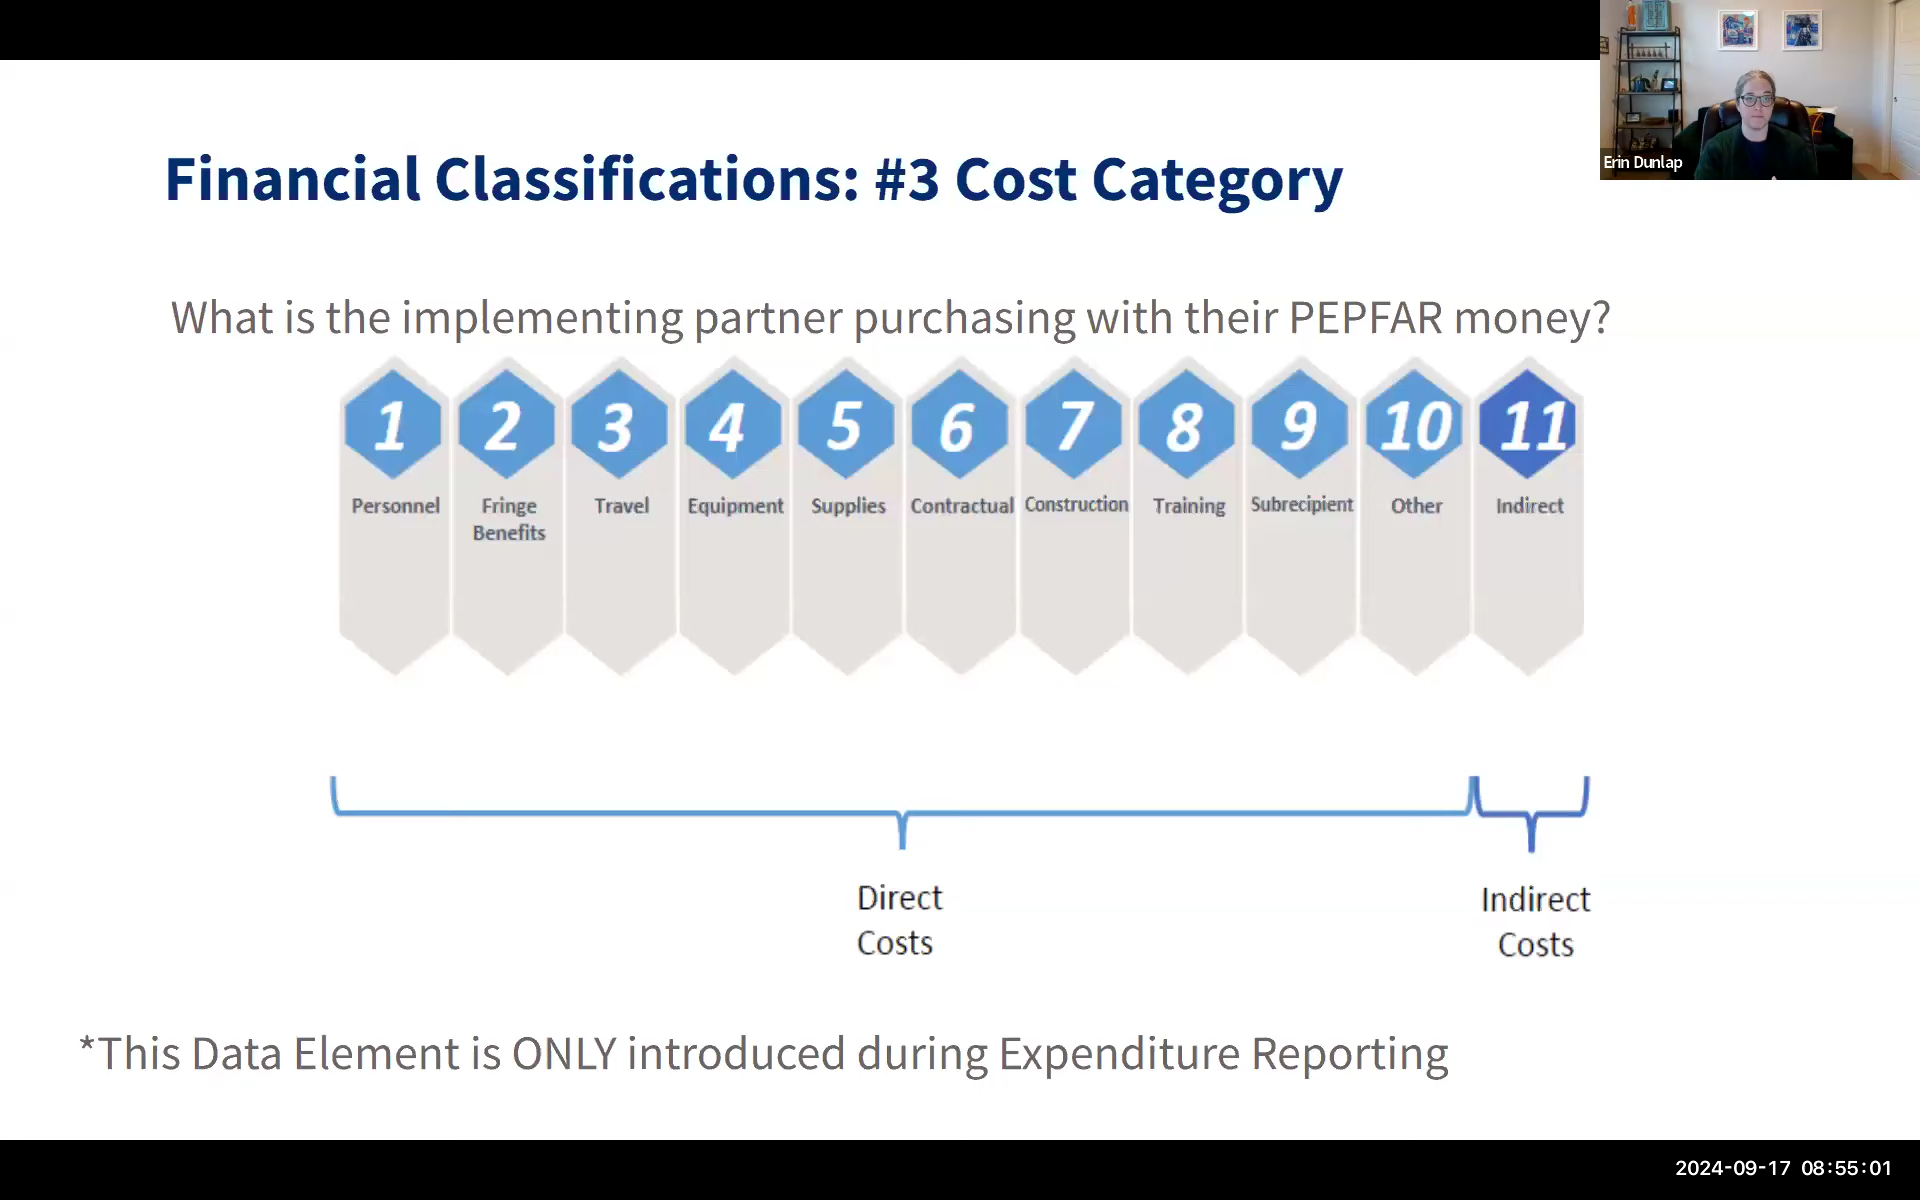 Erin Dunlap
Financial Classifications: #3 Cost Category
What is the implementing partner purchasing with their PEPFAR money?
1 2 3 4 5 6 7 8 9 10 11
Personnel Fringe Travel Equipment Supplies Contractual Construction Training Subrecipient Other Indirect
Benefits
Direct Indirect
Costs Costs
*This Data Element is ONLY introduced during Expenditure Reporting
2024-09-17 08:55:01